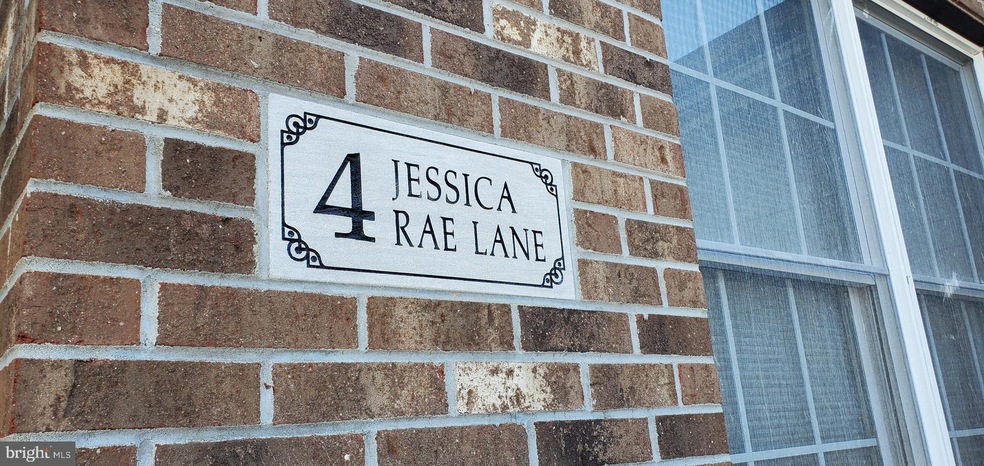 4 JESSICA
RAE LANE
bright MLS